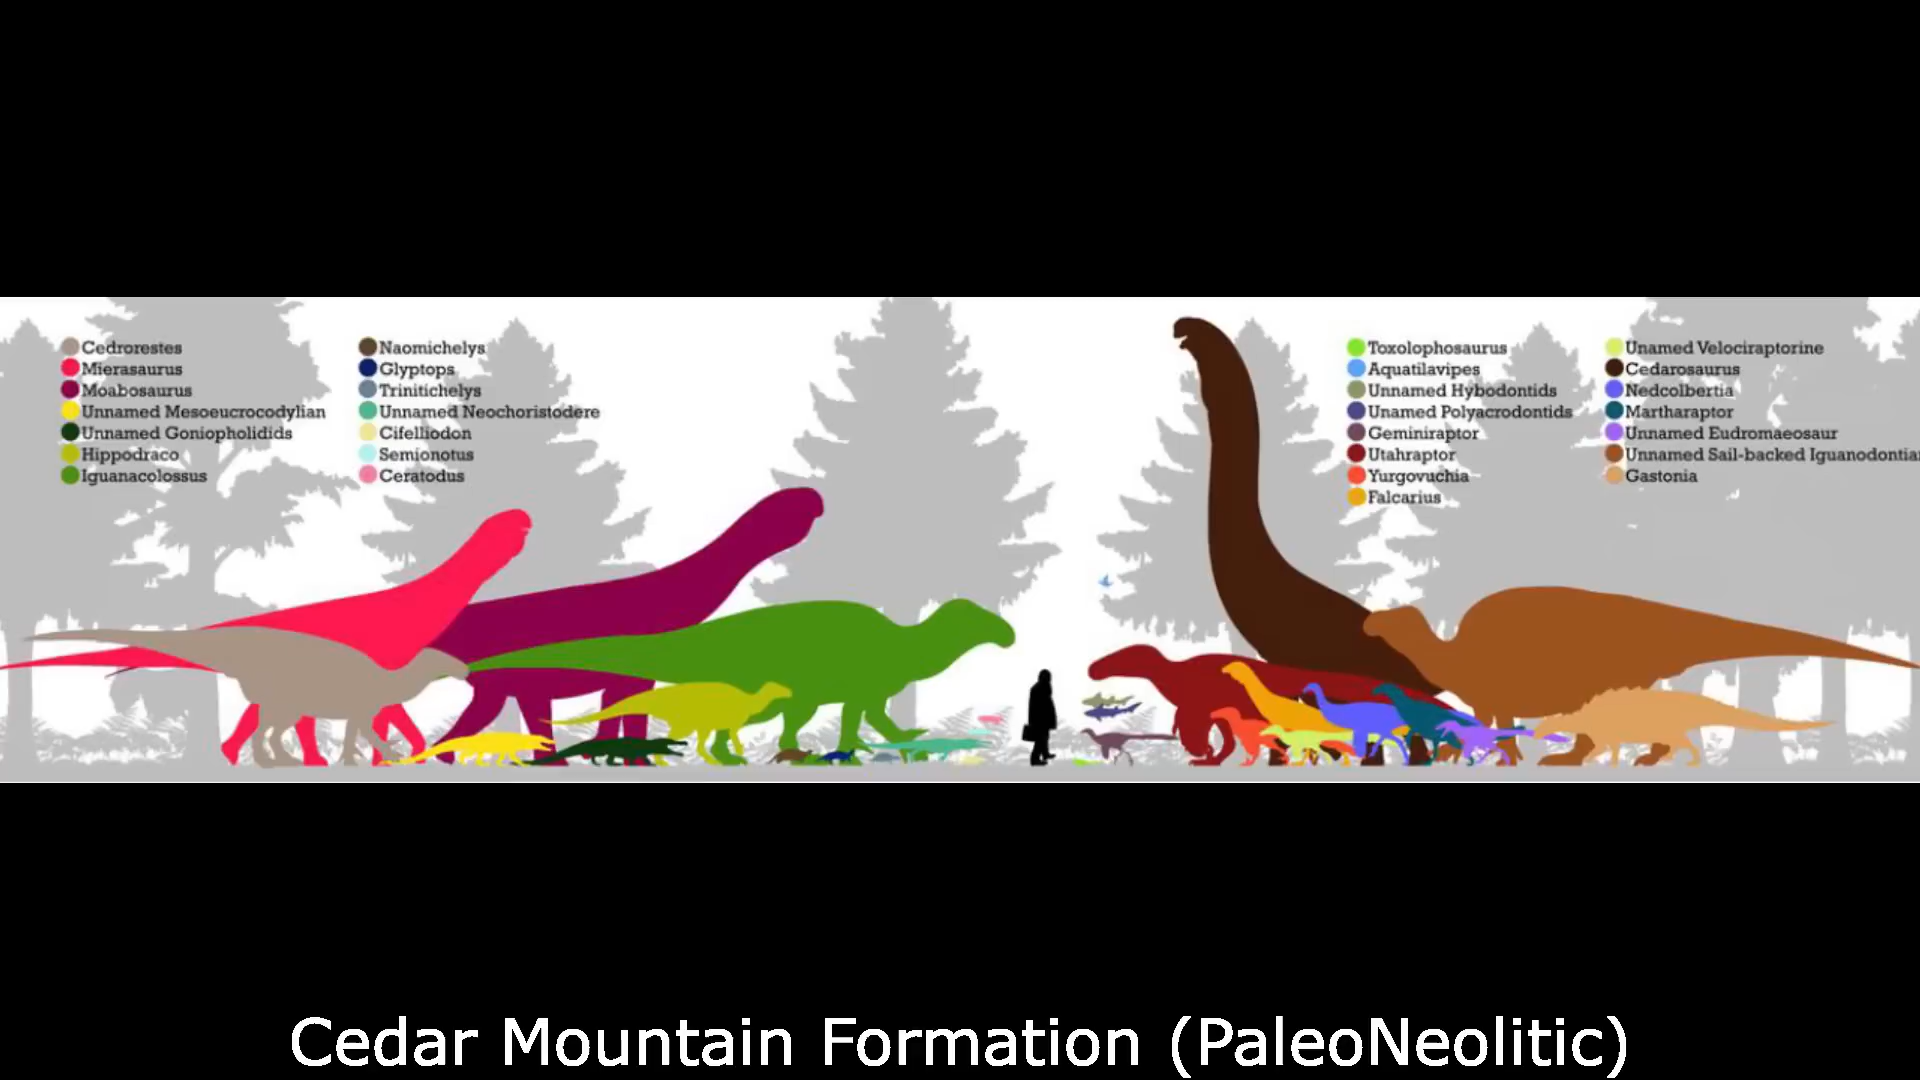 Cedrorestes
Mierasaurus
Moabosaurus
Unnamed Mesoeucrocodylian
Unnamed Goniopholidids
Hippodraco
Iguanacolossus
Naomichelys
Glyptops
Trinitichelys
Unnamed Neochoristodere
Cifelliodon
Semionotus
Ceratodus
Toxolophosaurus
Aquatilavipes
Unnamed Hybodontids
Unamed Polyacrodontids
Geminiraptor
Utahraptor
Yurgovuchia
Falcarius
Unamed Velociraptorine
Cedarosaurus
Nedcolbertia
Martharaptor
Unnamed Eudromaeosaur
Unnamed Sail-backed Iguanodontian
Gastonia
Cedar Mountain Formation (PaleoNeolitic)